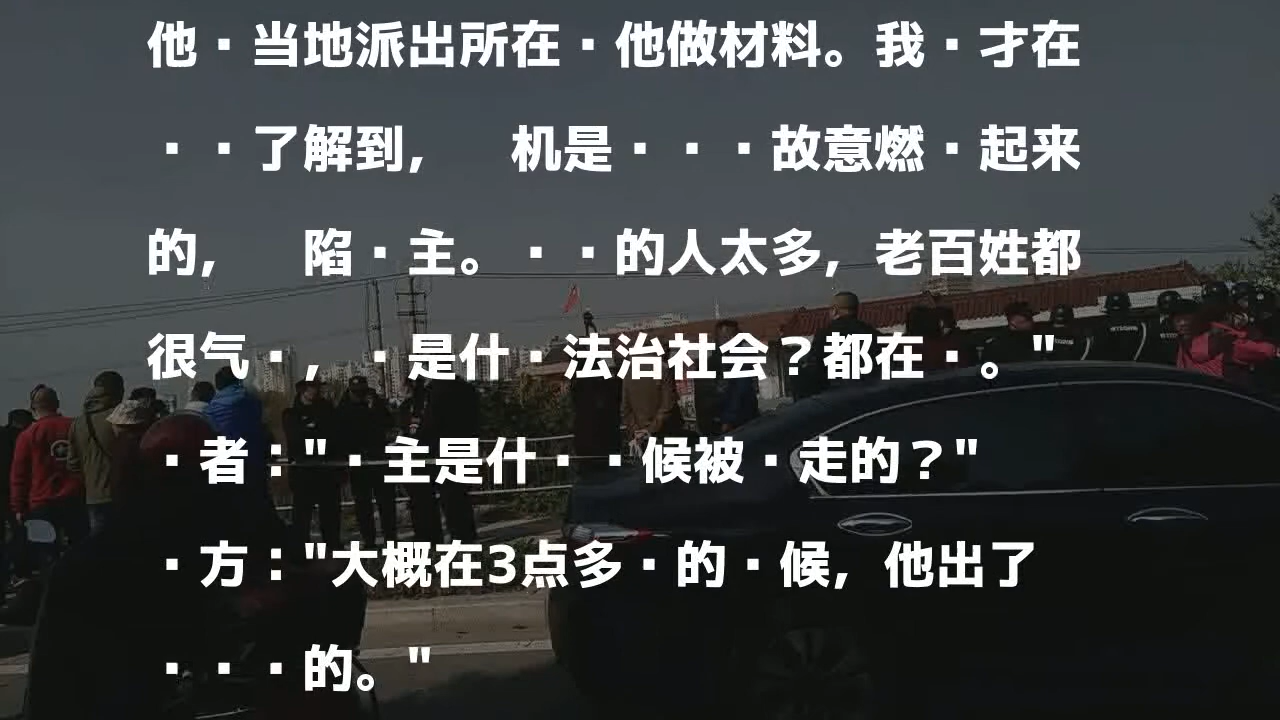 他·当地派出所在·他做材料。我·才在
··了解到,　机是···故意燃·起来
的,　陷·主。··的人太多, 老百姓都
很气·, ·是什·法治社会？都在·。"
·者："·主是什··候被·走的？"
·方："大概在3点多·的·候, 他出了
···的。"